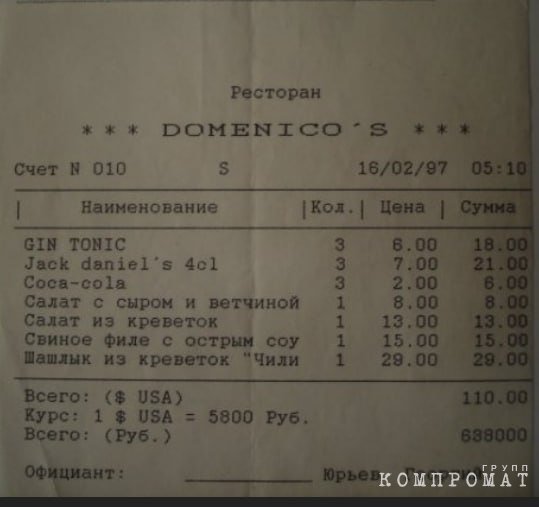 Ресторан
* * * DOMENICO´S * * *
Счет N 010 S 16/02/97 05:10
| Наименование |Кол.| Цена | Сумма
GIN TONIC 3 6.00 18.00
Jack daniel´s 4cl 3 7.00 21.00
Coca-cola 3 2.00 6.00
Салат с сыром и ветчиной 1 8.00 8.00
Салат из креветок 1 13.00 13.00
Свиное филе с острым соу 1 15.00 15.00
Шашлык из креветок "Чили 1 29.00 29.00
Всего: ($ USA) 110.00
Курс: 1 $ USA = 5800 Руб.
Всего: (Руб.) 638000
Официант: Юрьев
ГРУПП
КОМПРОМАТ